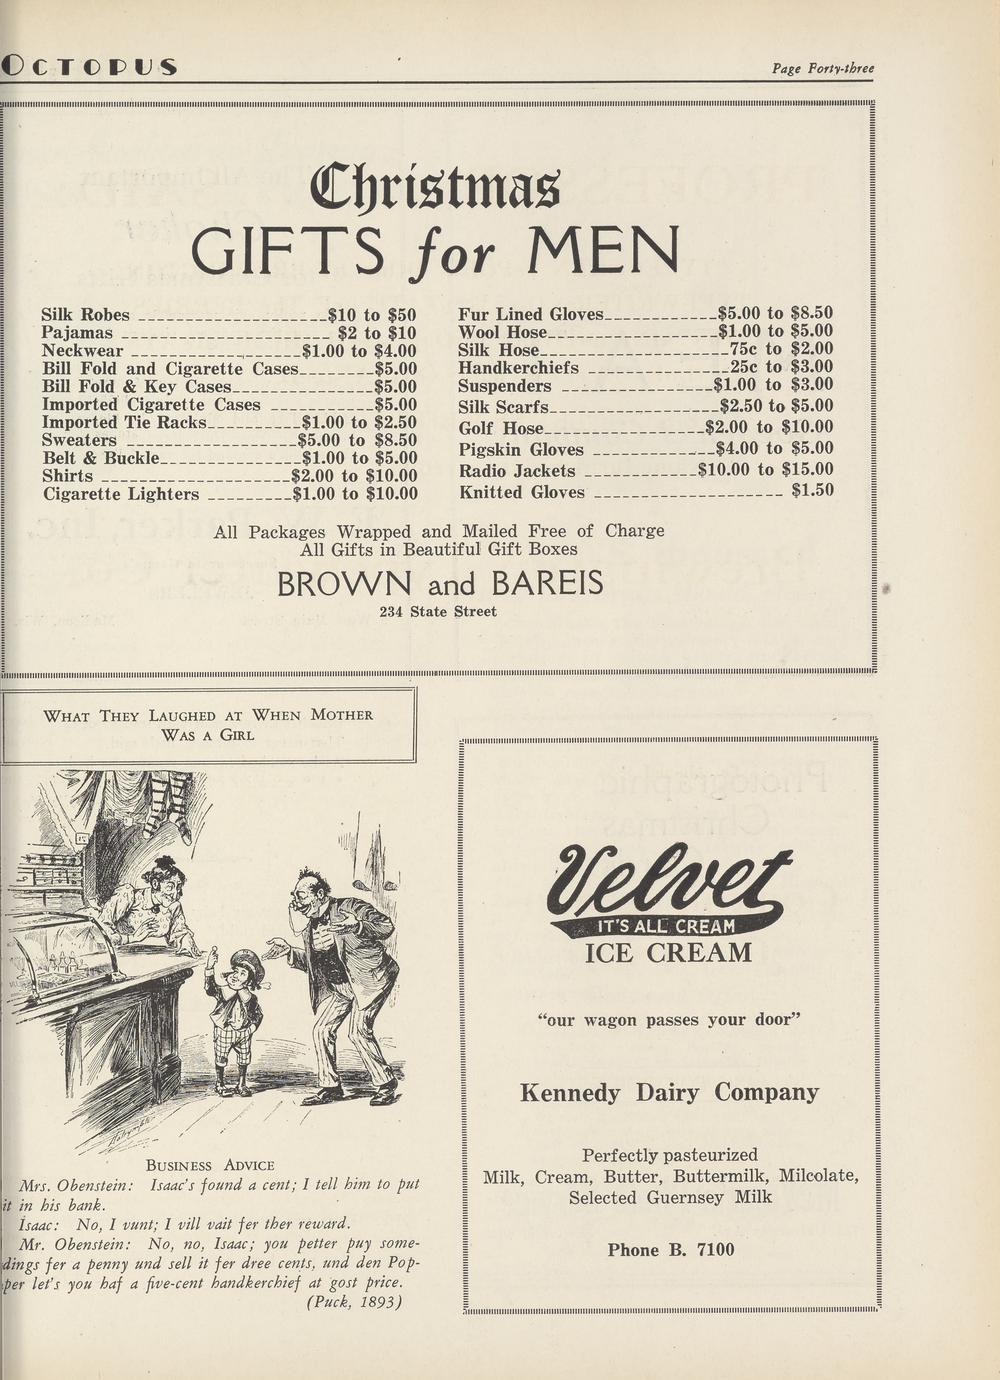 OCTOPUS
Page Forty-three
Christmas
GIFTS for MEN
Silk Robes ____________________$10 to $50
Pajamas ______________________ $2 to $10
Neckwear __________________$1.00 to $4.00
Bill Fold and Cigarette Cases________$5.00
Bill Fold & Key Cases_______________$5.00
Imported Cigarette Cases ___________$5.00
Imported Tie Racks__________$1.00 to $2.50
Sweaters __________________$5.00 to $8.50
Belt & Buckle_______________$1.00 to $5.00
Shirts ____________________$2.00 to $10.00
Cigarette Lighters _________$1.00 to $10.00
Fur Lined Gloves____________$5.00 to $8.50
Wool Hose__________________$1.00 to $5.00
Silk Hose____________________75c to $2.00
Handkerchiefs _______________25c to $3.00
Suspenders ________________$1.00 to $3.00
Silk Scarfs__________________$2.50 to $5.00
Golf Hose_________________$2.00 to $10.00
Pigskin Gloves _____________$4.00 to $5.00
Radio Jackets ____________$10.00 to $15.00
Knitted Gloves ____________________ $1.50
All Packages Wrapped and Mailed Free of Charge
All Gifts in Beautiful Gift Boxes
BROWN and BAREIS
234 State Street
WHAT THEY LAUGHED AT WHEN MOTHER
WAS A GIRL
BUSINESS ADVICE
Mrs. Obenstein: Isaac's found a cent; I tell him to put
it in his bank.
Isaac: No, I vunt; I vill vait fer ther reward.
Mr. Obenstein: No, no, Isaac; you petter puy some-
dings fer a penny und sell it fer dree cents, und den Pop-
per let's you haf a five-cent handkerchief at gost price.
(Puck, 1893)
Velvet
IT'S ALL CREAM
ICE CREAM
"our wagon passes your door"
Kennedy Dairy Company
Perfectly pasteurized
Milk, Cream, Butter, Buttermilk, Milcolate,
Selected Guernsey Milk
Phone B. 7100